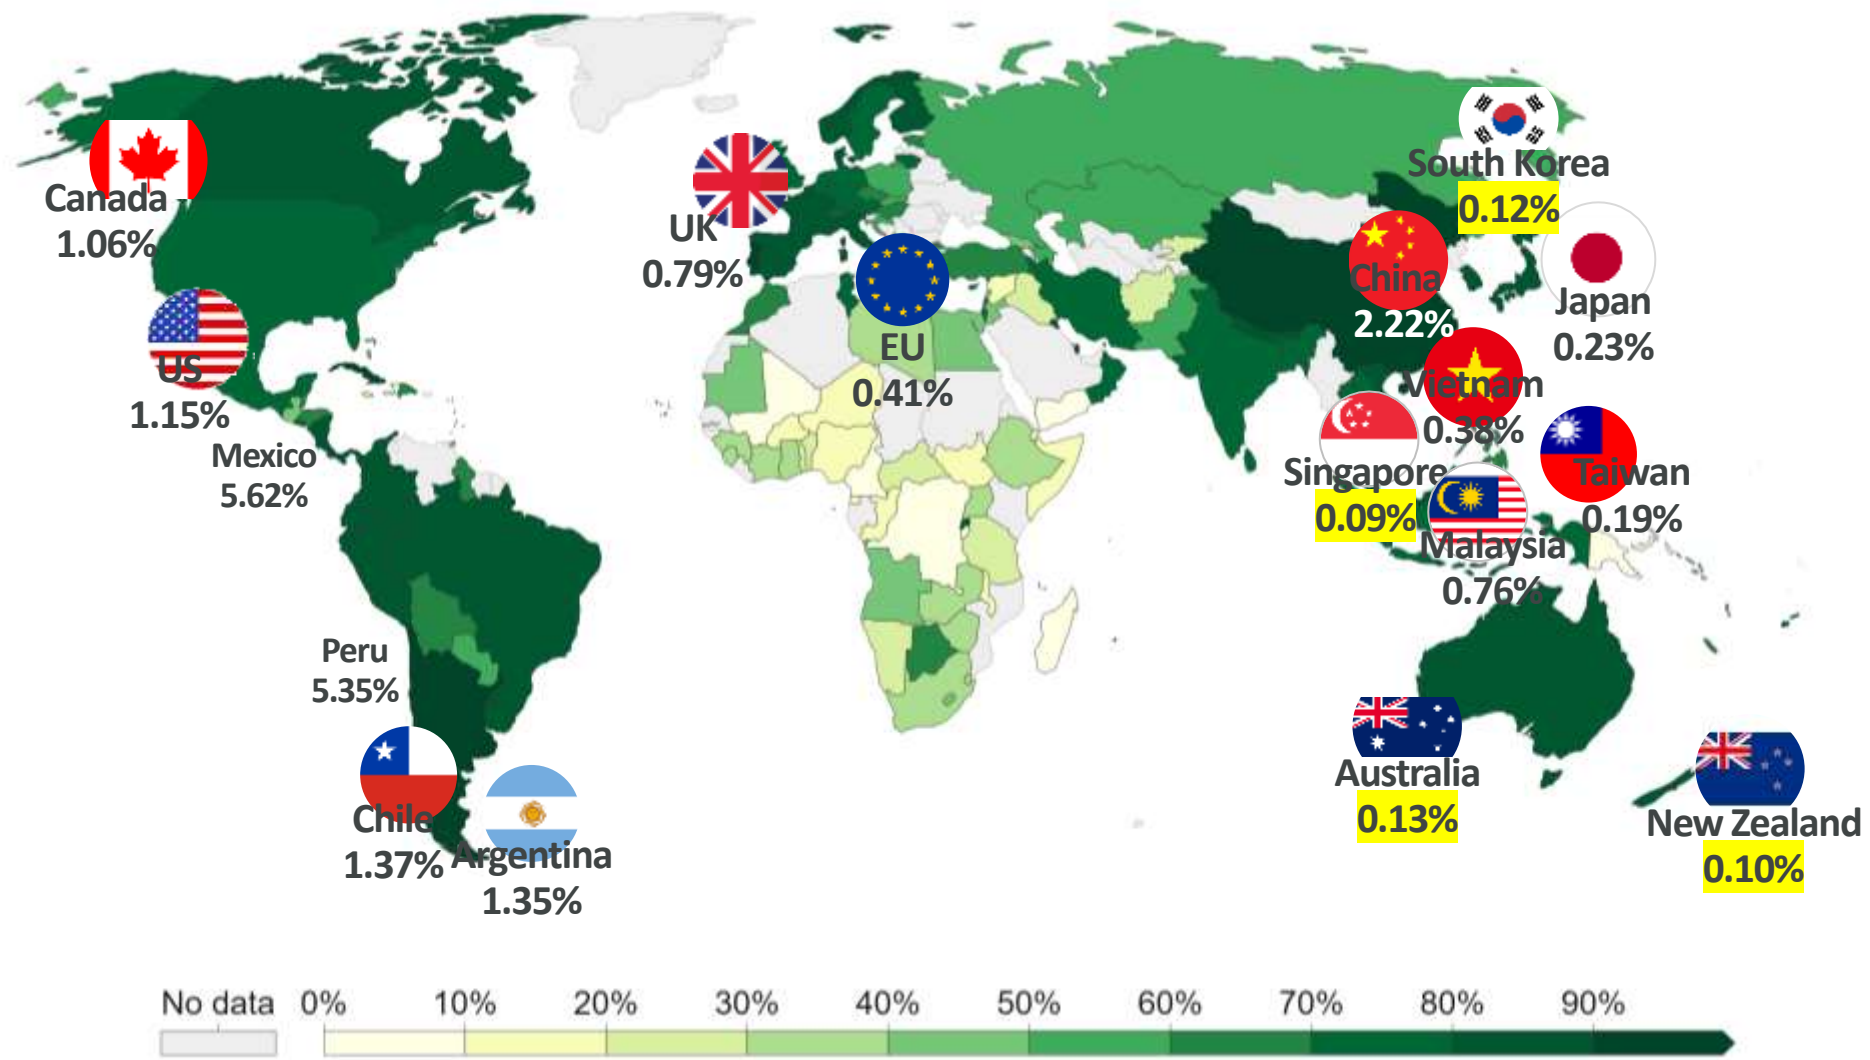 South Korea
0.12%
Canada
1.06%
UK
0.79%
China
2.22%
Japan
0.23%
EU
0.41%
US
1.15%
Vietnam
0.38%
Mexico
5.62%
Singapore
0.09%
Taiwan
0.19%
Malaysia
0.76%
Peru
5.35%
Australia
0.13%
Chile
1.37%
New Zealand
0.10%
Argentina
1.35%
No data 0% 10% 20% 30% 40% 50% 60% 70% 80% 90%